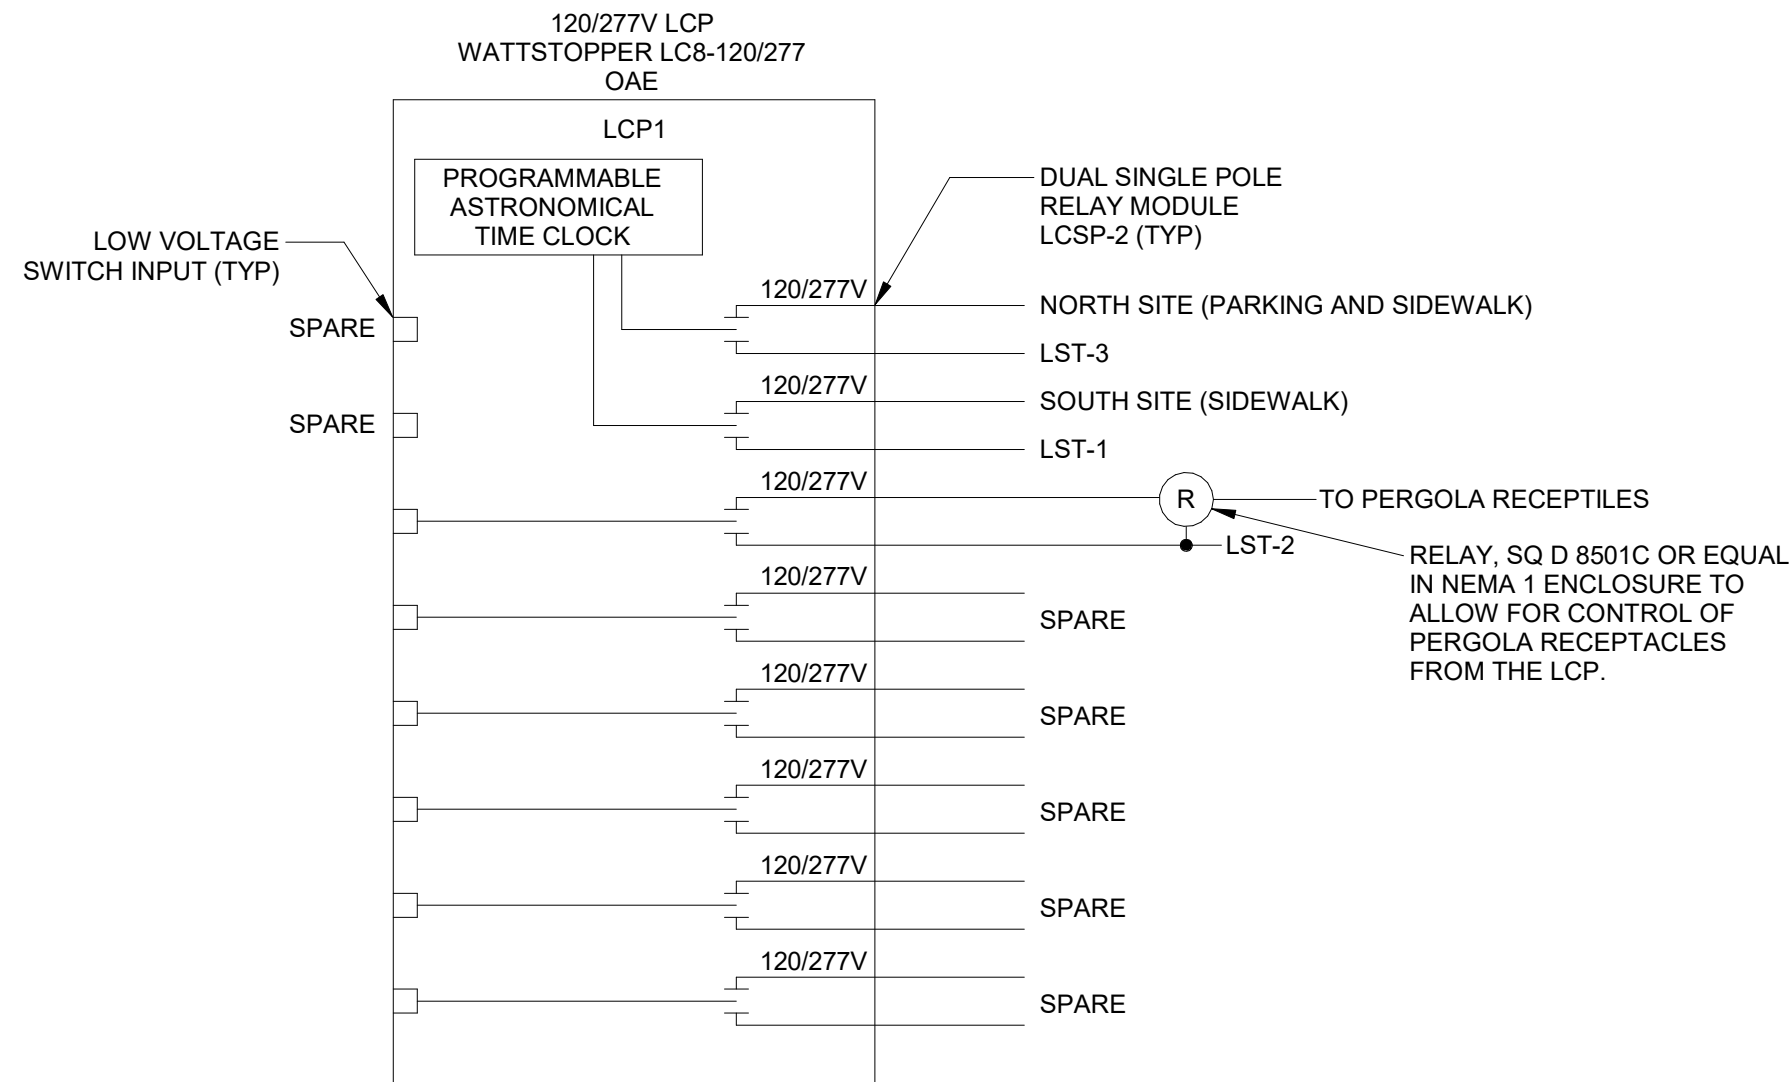 120/277V LCP
WATTSTOPPER LC8-120/277
OAE
LCP1
PROGRAMMABLE
ASTRONOMICAL
TIME CLOCK
LOW VOLTAGE
SWITCH INPUT (TYP)
DUAL SINGLE POLE
RELAY MODULE
LCSP-2 (TYP)
SPARE
120/277V
NORTH SITE (PARKING AND SIDEWALK)
LST-3
SPARE
120/277V
SOUTH SITE (SIDEWALK)
LST-1
120/277V
R
TO PERGOLA RECEPTILES
LST-2
RELAY, SQ D 8501C OR EQUAL
IN NEMA 1 ENCLOSURE TO
ALLOW FOR CONTROL OF
PERGOLA RECEPTACLES
FROM THE LCP.
120/277V
SPARE
120/277V
SPARE
120/277V
SPARE
120/277V
SPARE
120/277V
SPARE